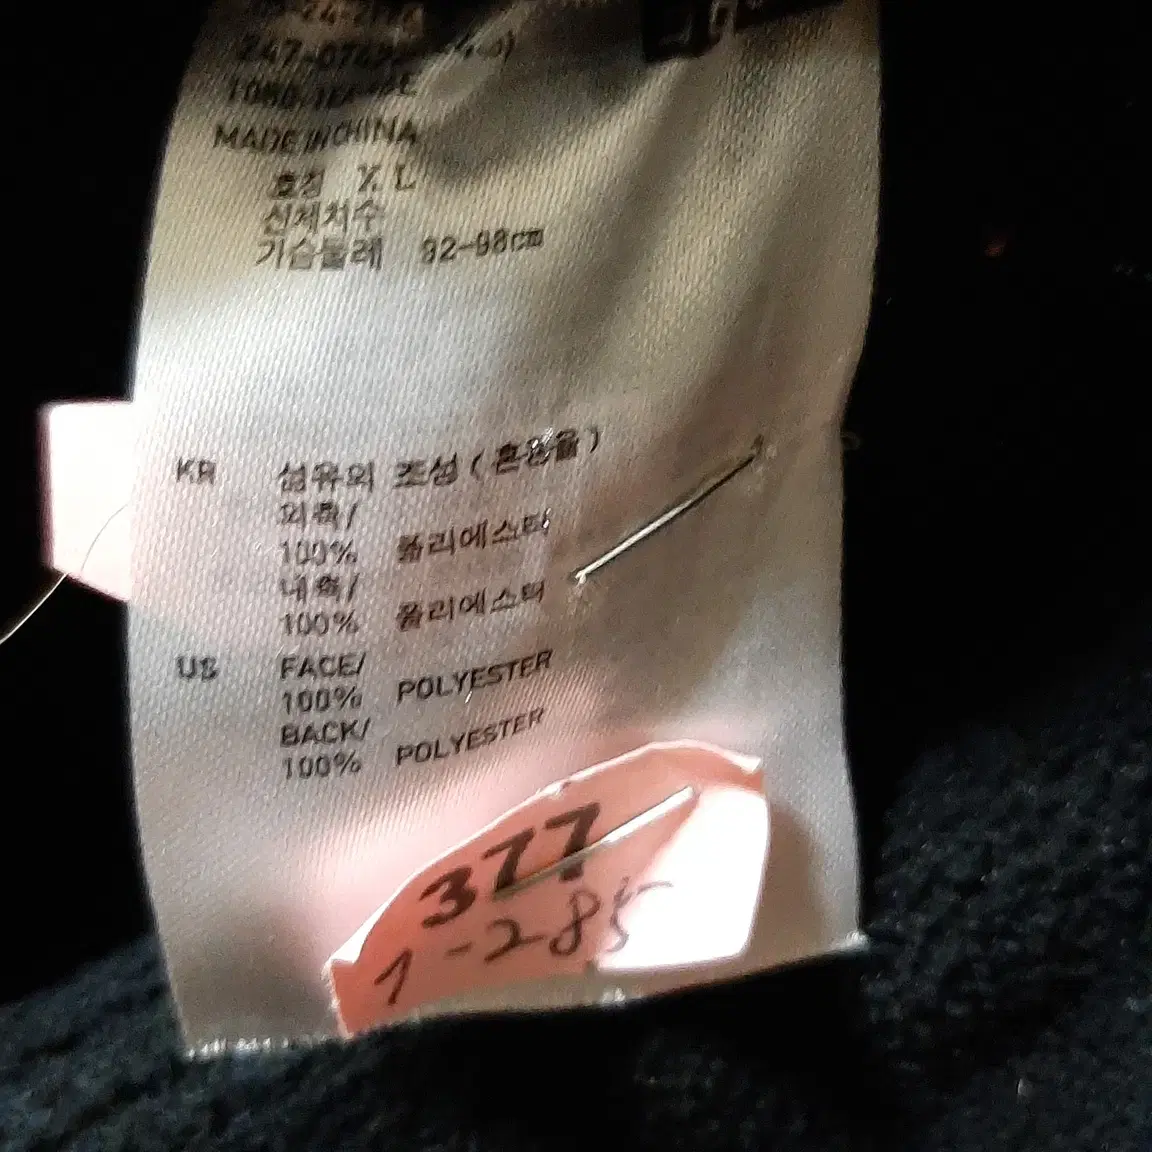 MADE IN CHINA
호칭 XL
신체치수
가슴둘레 92-98cm
KR 섬유의 조성 (혼용율)
외측/
100% 폴리에스터
내측/
100% 폴리에스터
US FACE/
100% POLYESTER
BACK/
100% POLYESTER
377
1-285